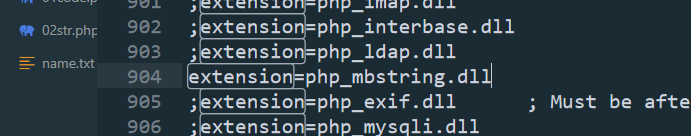 01code.php
901 ;extension=php_imap.dll
02str.php
902 ;extension=php_interbase.dll
903 ;extension=php_ldap.dll
name.txt
904 extension=php_mbstring.dll
905 ;extension=php_exif.dll ; Must be afte
906 ;extension=php_mysqli.dll